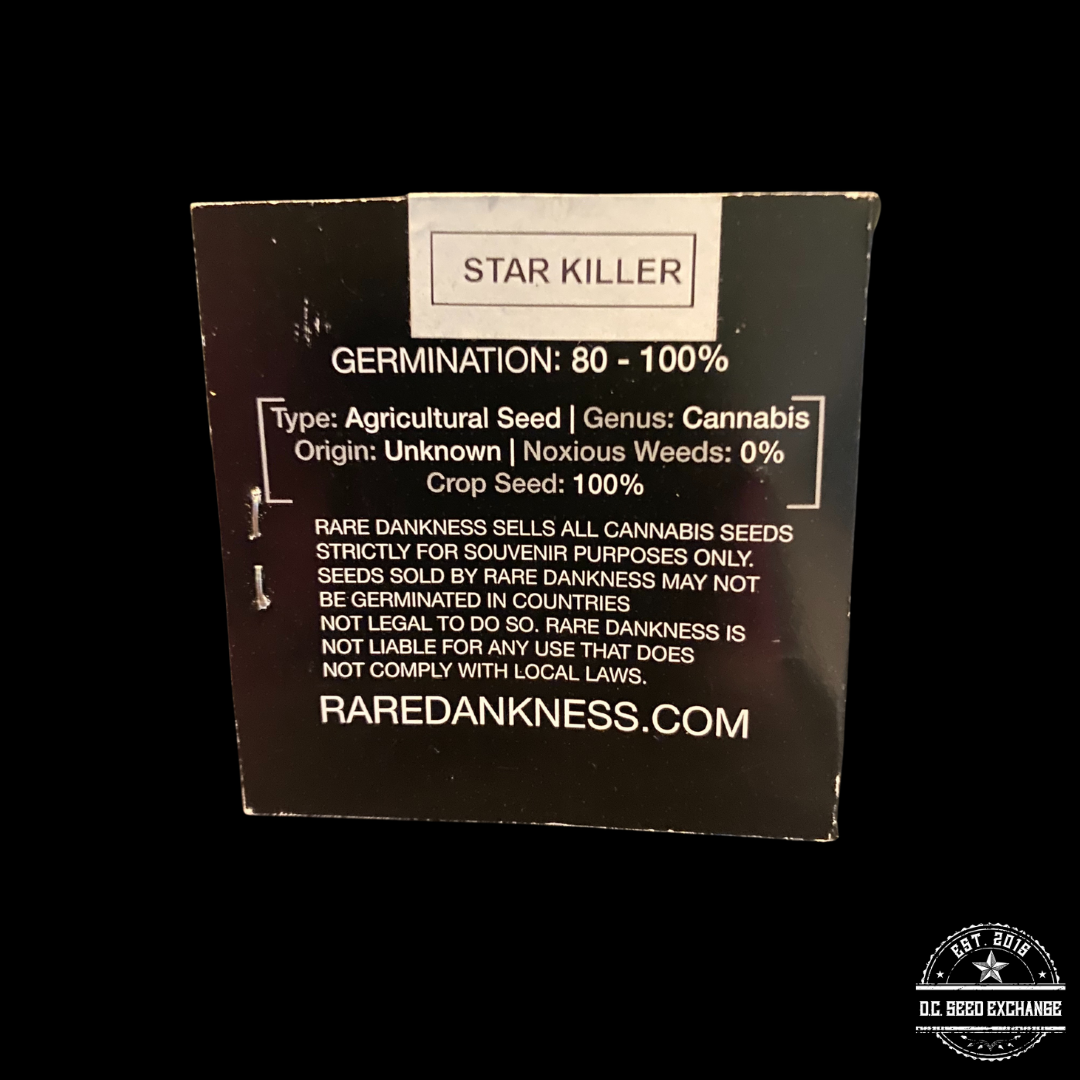 STAR KILLER
GERMINATION: 80 - 100%
Type: Agricultural Seed | Genus: Cannabis
Origin: Unknown | Noxious Weeds: 0%
Crop Seed: 100%
RARE DANKNESS SELLS ALL CANNABIS SEEDS
STRICTLY FOR SOUVENIR PURPOSES ONLY.
SEEDS SOLD BY RARE DANKNESS MAY NOT
BE GERMINATED IN COUNTRIES
NOT LEGAL TO DO SO. RARE DANKNESS IS
NOT LIABLE FOR ANY USE THAT DOES
NOT COMPLY WITH LOCAL LAWS.
RAREDANKNESS.COM
EST. 2018
D.C. SEED EXCHANGE